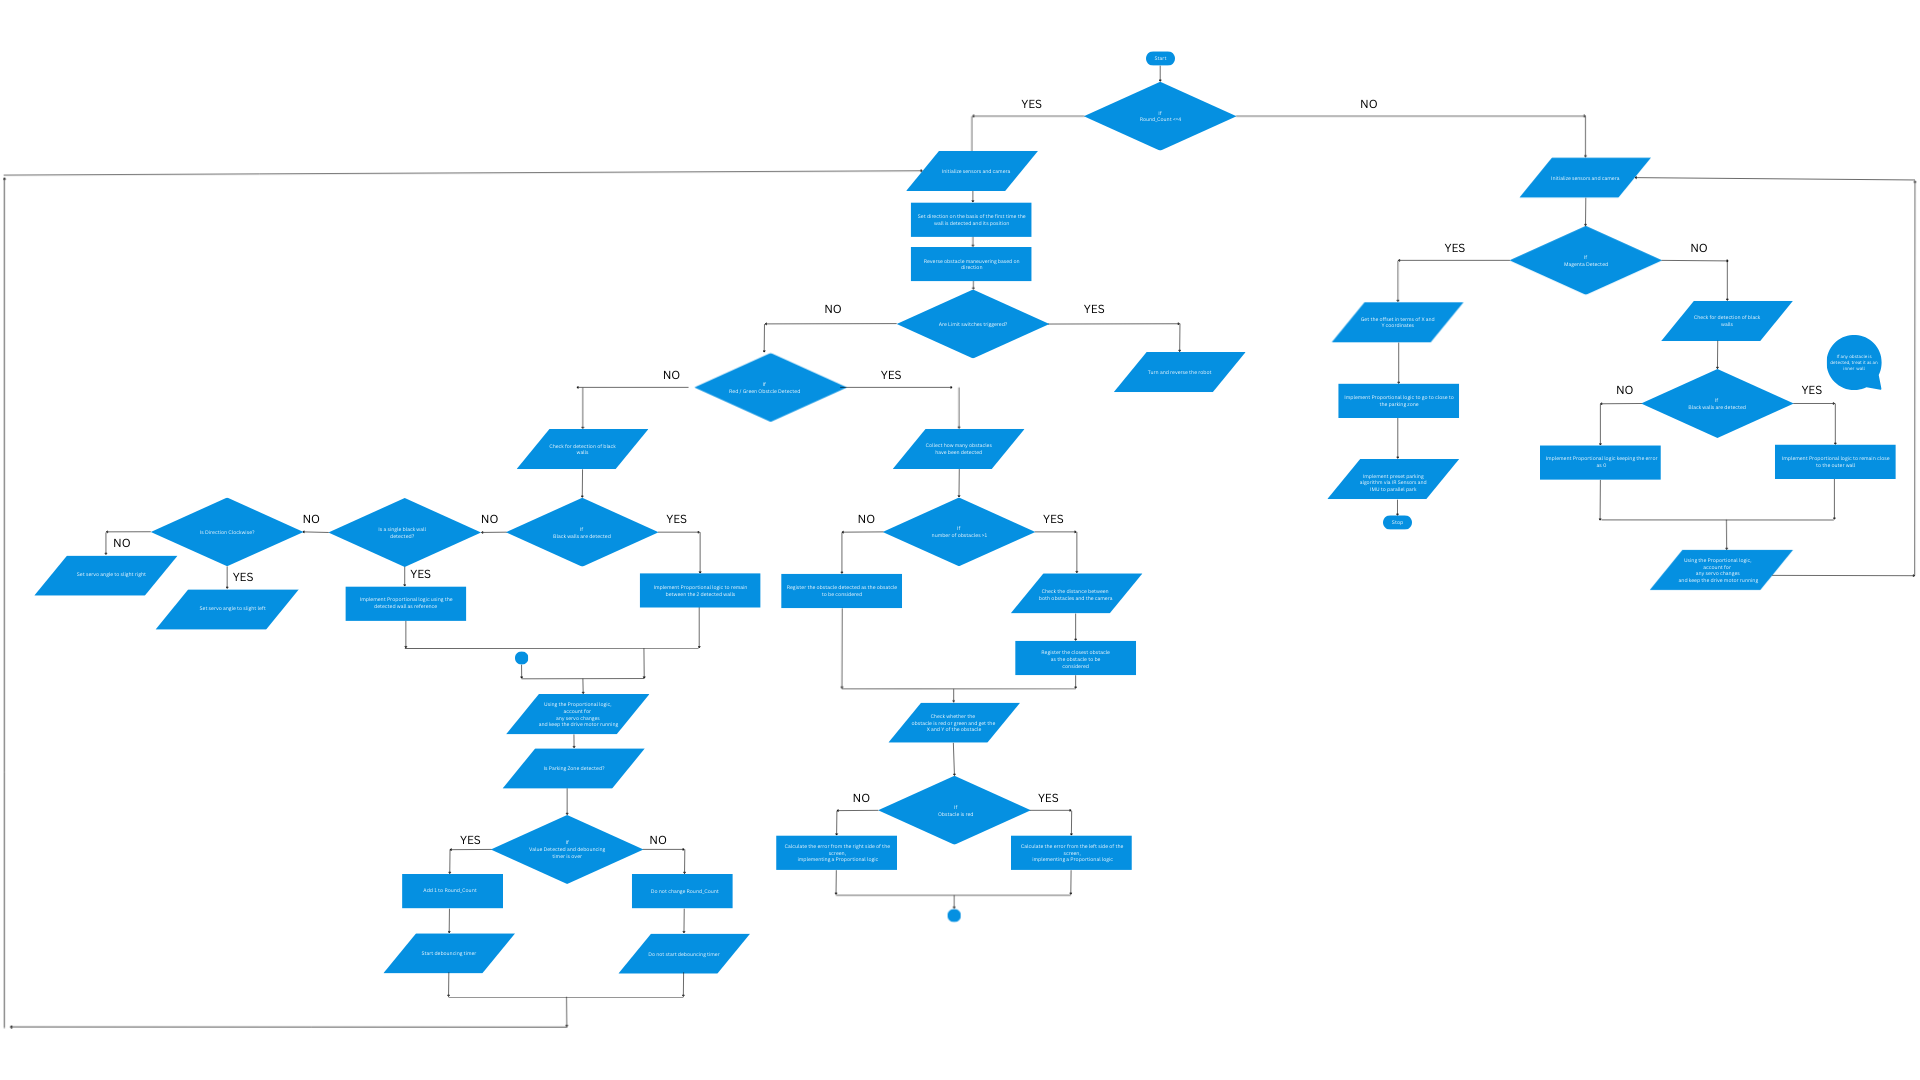 Start
If
Round_Count <=4
YES
NO
Initialize sensors and camera
Set direction on the basis of the first time the
wall is detected and its position
Reverse obstacle maneuvering based on
direction
Are Limit switches triggered?
NO
YES
Turn and reverse the robot
If
Red / Green Obstcle Detected
NO
YES
Check for detection of black
walls
If
Black walls are detected
NO
YES
Is a single black wall
detected?
NO
YES
Is Direction Clockwise?
NO
YES
Set servo angle to slight right
Set servo angle to slight left
Implement Proportional logic using the
detected wall as reference
Implement Proportional logic to remain
between the 2 detected walls
Using the Proportional logic,
account for
any servo changes
and keep the drive motor running
Is Parking Zone detected?
If
Value Detected and debouncing
timer is over
YES
NO
Add 1 to Round_Count
Do not change Round_Count
Start debouncing timer
Do not start debouncing timer
Collect how many obstacles
have been detected
If
number of obstacles >1
NO
YES
Register the obstacle detected as the obstacle
to be considered
Check the distance between
both obstacles and the camera
Register the closest obstacle
as the obstacle to be
considered
Check whether the
obstacle is red or green and get the
X and Y of the obstacle
If
Obstacle is red
NO
YES
Calculate the error from the right side of the
screen,
implementing a Proportional logic
Calculate the error from the left side of the
screen,
implementing a Proportional logic
Initialize sensors and camera
If
Magenta Detected
YES
NO
Get the offset in terms of X and
Y coordinates
Implement Proportional logic to go to close to
the parking zone
Implement preset parking
algorithm via IR Sensors and
IMU to parallel park
Stop
Check for detection of black
walls
If any obstacle is
detected, treat it as an
inner wall
If
Black walls are detected
NO
YES
Implement Proportional logic keeping the error
as 0
Implement Proportional logic to remain close
to the outer wall
Using the Proportional logic,
account for
any servo changes
and keep the drive motor running